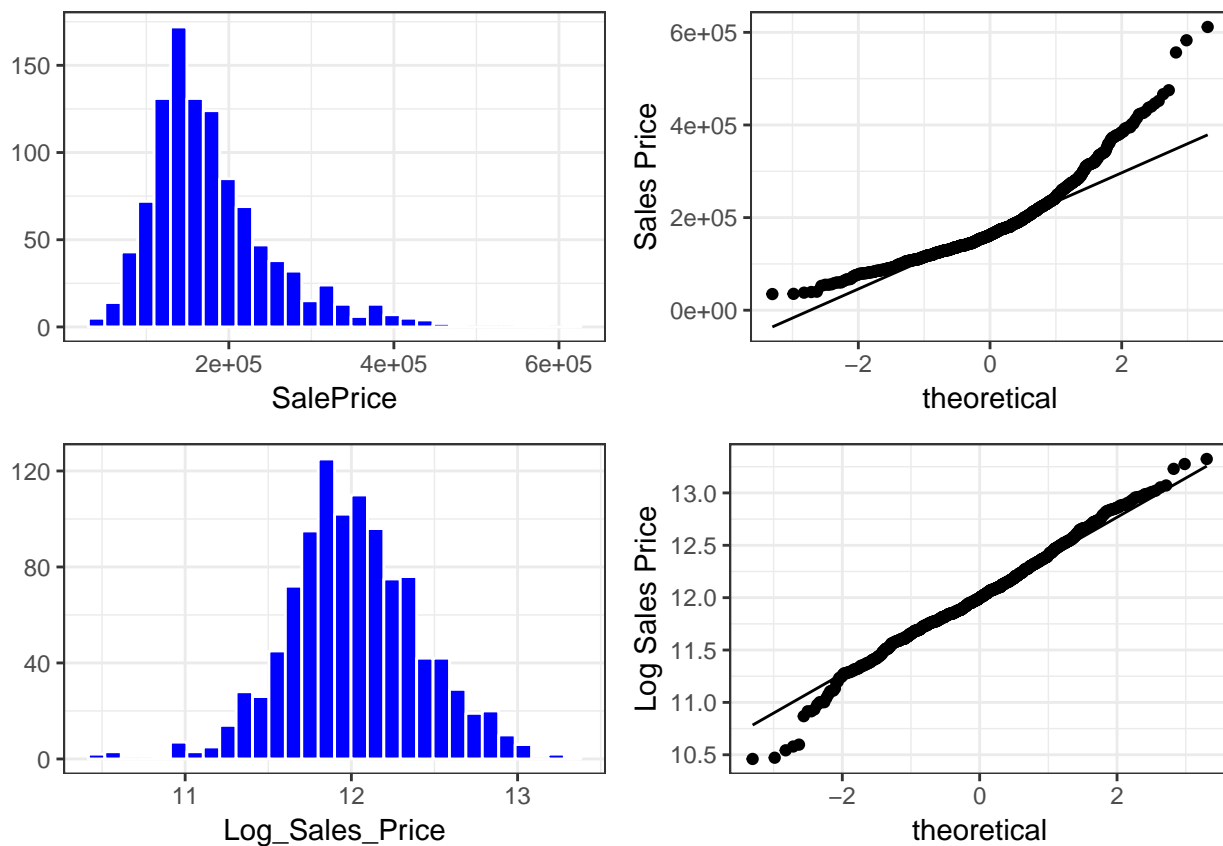 150
100
50
0
2e+05 4e+05 6e+05
SalePrice
6e+05
4e+05
2e+05
0e+00
Sales Price
−2 0 2
theoretical
120
80
40
0
11 12 13
Log_Sales_Price
13.0
12.5
12.0
11.5
11.0
10.5
Log Sales Price
−2 0 2
theoretical